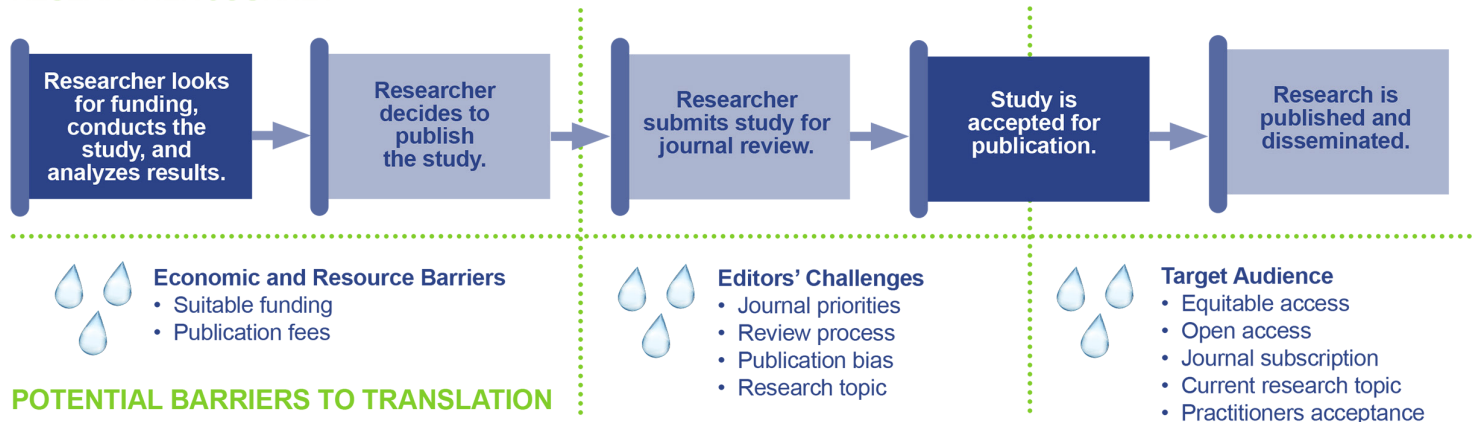 Researcher looks
for funding,
conducts the
study, and
analyzes results.
Researcher
decides to
publish
the study.
Researcher
submits study for
journal review.
Study is
accepted for
publication.
Research is
published and
disseminated.
Economic and Resource Barriers
• Suitable funding
• Publication fees
POTENTIAL BARRIERS TO TRANSLATION
Editors’ Challenges
• Journal priorities
• Review process
• Publication bias
• Research topic
Target Audience
• Equitable access
• Open access
• Journal subscription
• Current research topic
• Practitioners acceptance